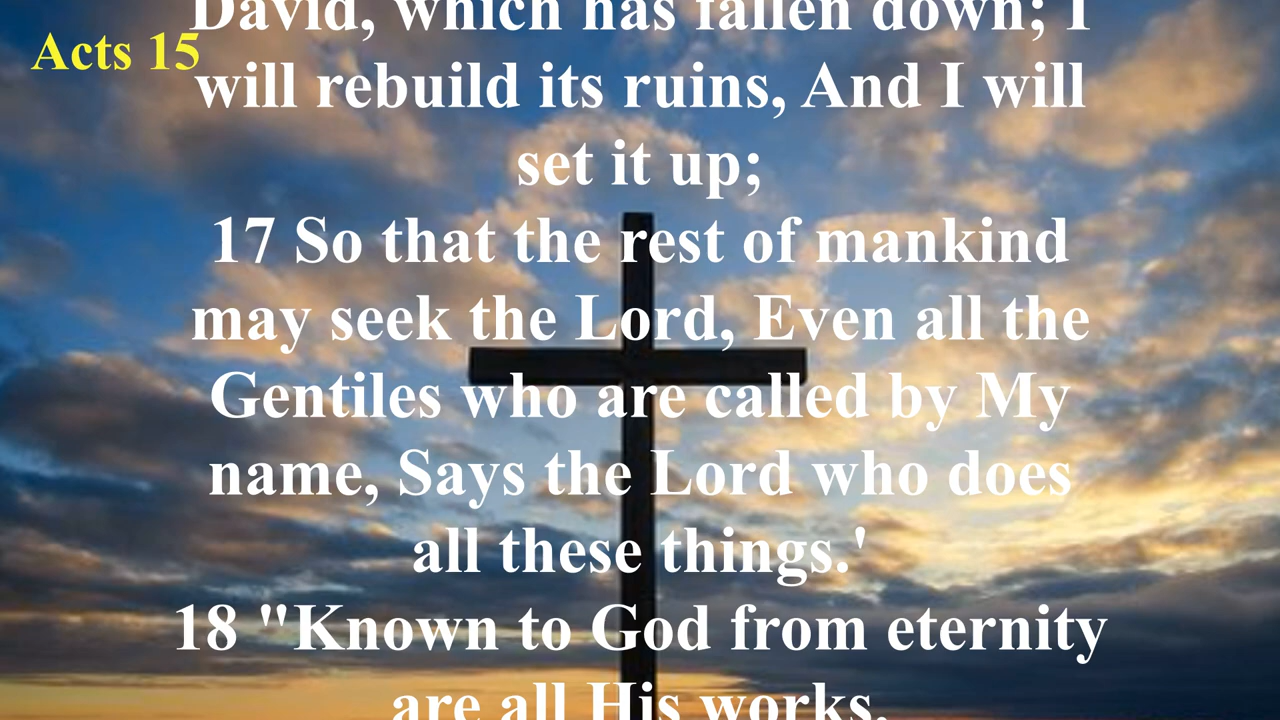 David, which has fallen down; I
Acts 15
will rebuild its ruins, And I will
set it up;
17 So that the rest of mankind
may seek the Lord, Even all the
Gentiles who are called by My
name, Says the Lord who does
all these things.'
18 "Known to God from eternity
are all His works.